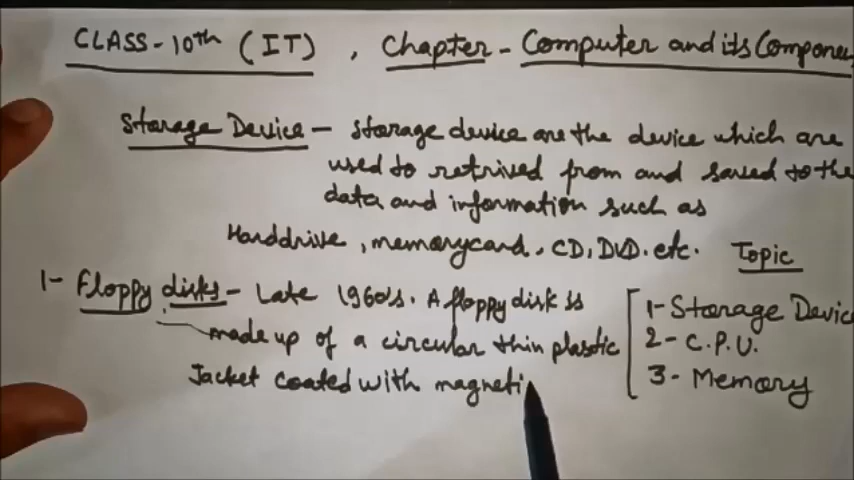 CLASS-10th (IT) , Chapter - Computer and its Componen
Storage Device - Storage device are the device which are
used to retrived from and saved to the
data and information such as
Harddrive, memorycard, CD, DVD. etc.
Topic
1- Floppy disks - Late 1960s. A floppy disk is
made up of a circular thin plastic
Jacket coated with magneti
1- Storage Device
2- C.P.U.
3- Memory